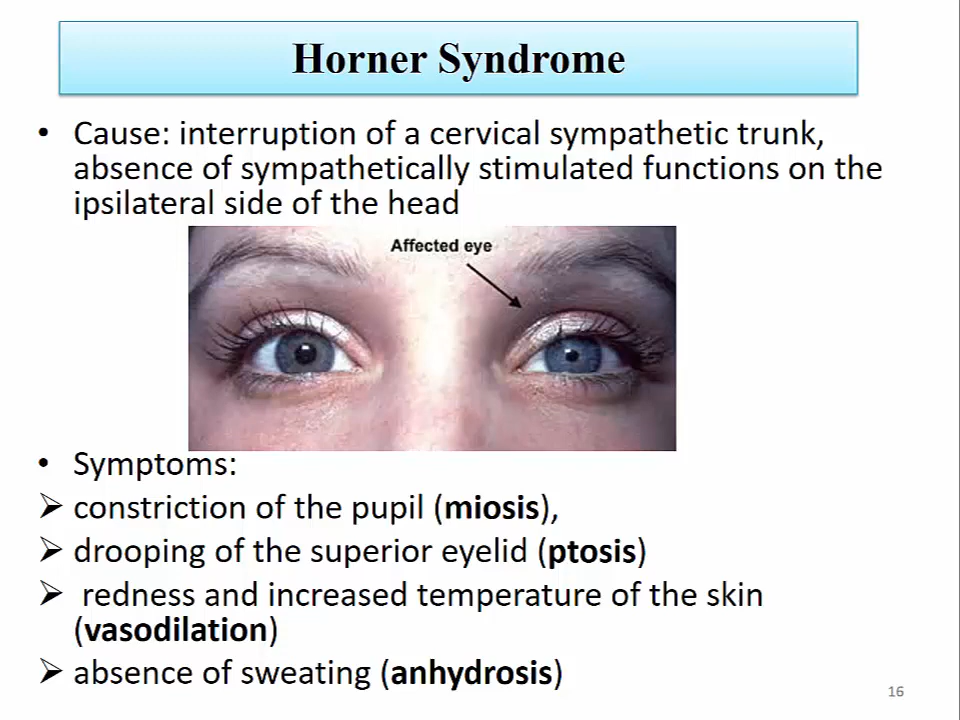 Horner Syndrome
• Cause: interruption of a cervical sympathetic trunk,
absence of sympathetically stimulated functions on the
ipsilateral side of the head
Affected eye
• Symptoms:
➢ constriction of the pupil (miosis),
➢ drooping of the superior eyelid (ptosis)
➢ redness and increased temperature of the skin
(vasodilation)
➢ absence of sweating (anhydrosis)
16